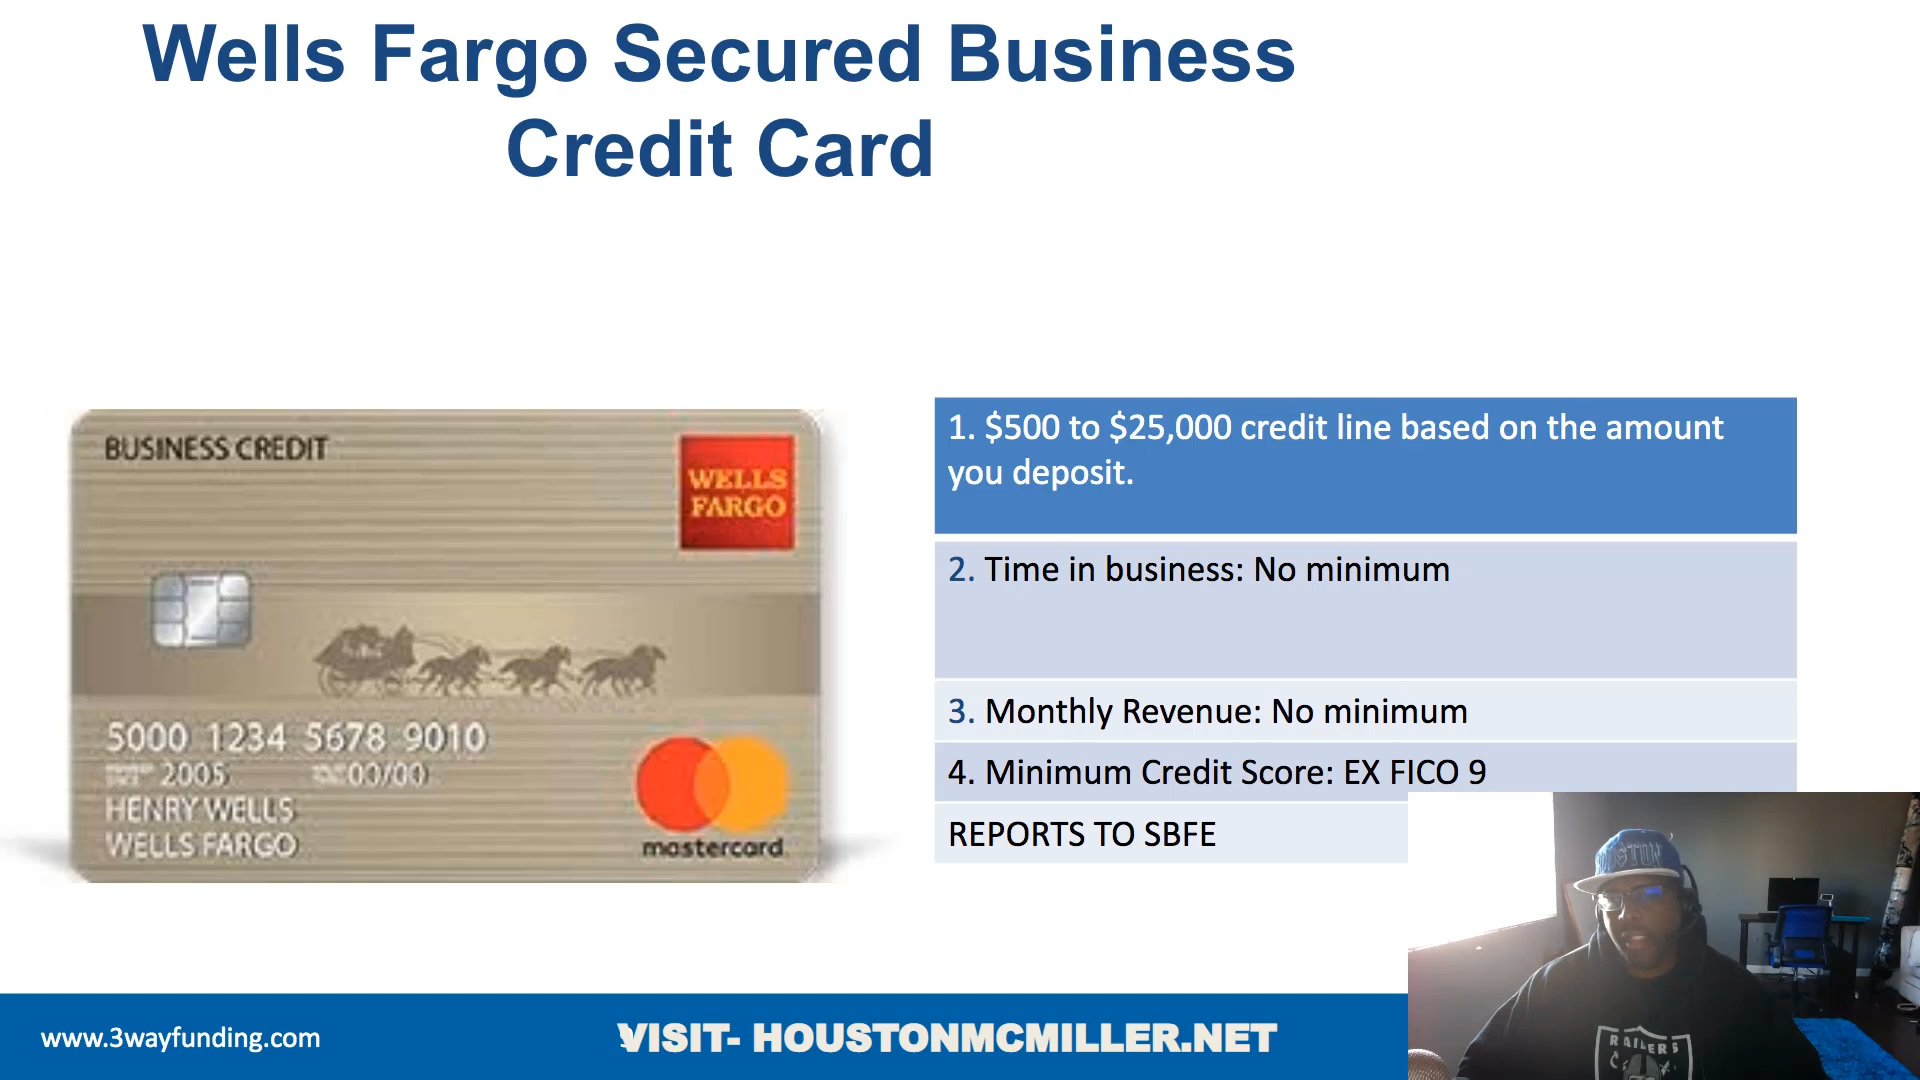 Wells Fargo Secured Business
Credit Card
BUSINESS CREDIT
WELLS
FARGO
5000 1234 5678 9010
2005 00/00
HENRY WELLS
WELLS FARGO
mastercard
1. $500 to $25,000 credit line based on the amount
you deposit.
2. Time in business: No minimum
3. Monthly Revenue: No minimum
4. Minimum Credit Score: EX FICO 9
REPORTS TO SBFE
HOUSTON
RAIDERS
www.3wayfunding.com
VISIT- HOUSTONMCMILLER.NET